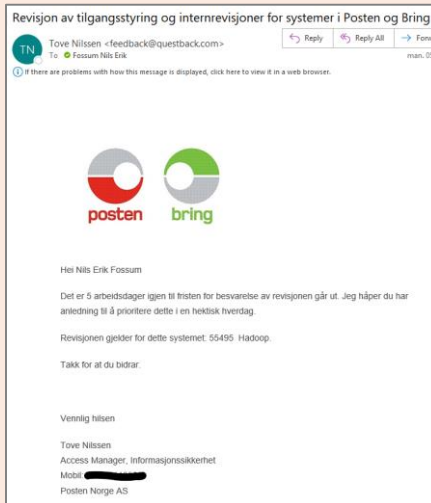 Revisjon av tilgangsstyring og internrevisjoner for systemer i Posten og Bring
TN
Tove Nilssen <feedback@questback.com>
To Fossum Nils Erik
Reply
Reply All
man. 05
If there are problems with how this message is displayed, click here to view it in a web browser.
posten
bring
Hei Nils Erik Fossum
Det er 5 arbeidsdager igjen til fristen for besvarelse av revisjonen går ut. Jeg håper du har
anledning til å prioritere dette i en hektisk hverdag.
Revisjonen gjelder for dette systemet: 55495 Hadoop.
Takk for at du bidrar.
Vennlig hilsen
Tove Nilssen
Access Manager, Informasjonssikkerhet
Mobil:
Posten Norge AS